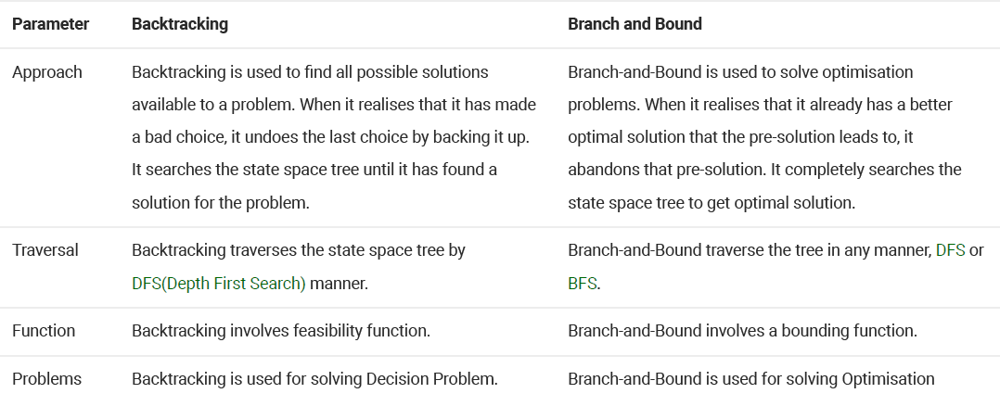 Parameter Backtracking Branch and Bound
Approach Backtracking is used to find all possible solutions Branch-and-Bound is used to solve optimisation
available to a problem. When it realises that it has made problems. When it realises that it already has a better
a bad choice, it undoes the last choice by backing it up. optimal solution that the pre-solution leads to, it
It searches the state space tree until it has found a abandons that pre-solution. It completely searches the
solution for the problem. state space tree to get optimal solution.
Traversal Backtracking traverses the state space tree by Branch-and-Bound traverse the tree in any manner, DFS or
DFS(Depth First Search) manner. BFS.
Function Backtracking involves feasibility function. Branch-and-Bound involves a bounding function.
Problems Backtracking is used for solving Decision Problem. Branch-and-Bound is used for solving Optimisation